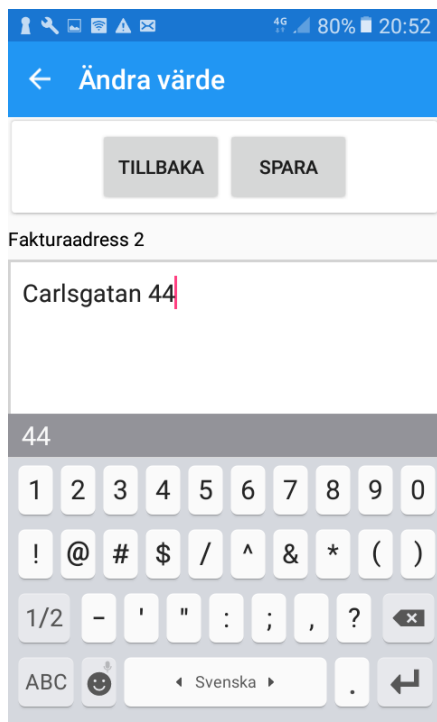 4G 80% 20:52
Ändra värde
TILLBAKA SPARA
Fakturaadress 2
Carlsgatan 44
44
1 2 3 4 5 6 7 8 9 0
! @ # $ / ^ & * ( )
1/2 - ' " : ; , ?
ABC Svenska .